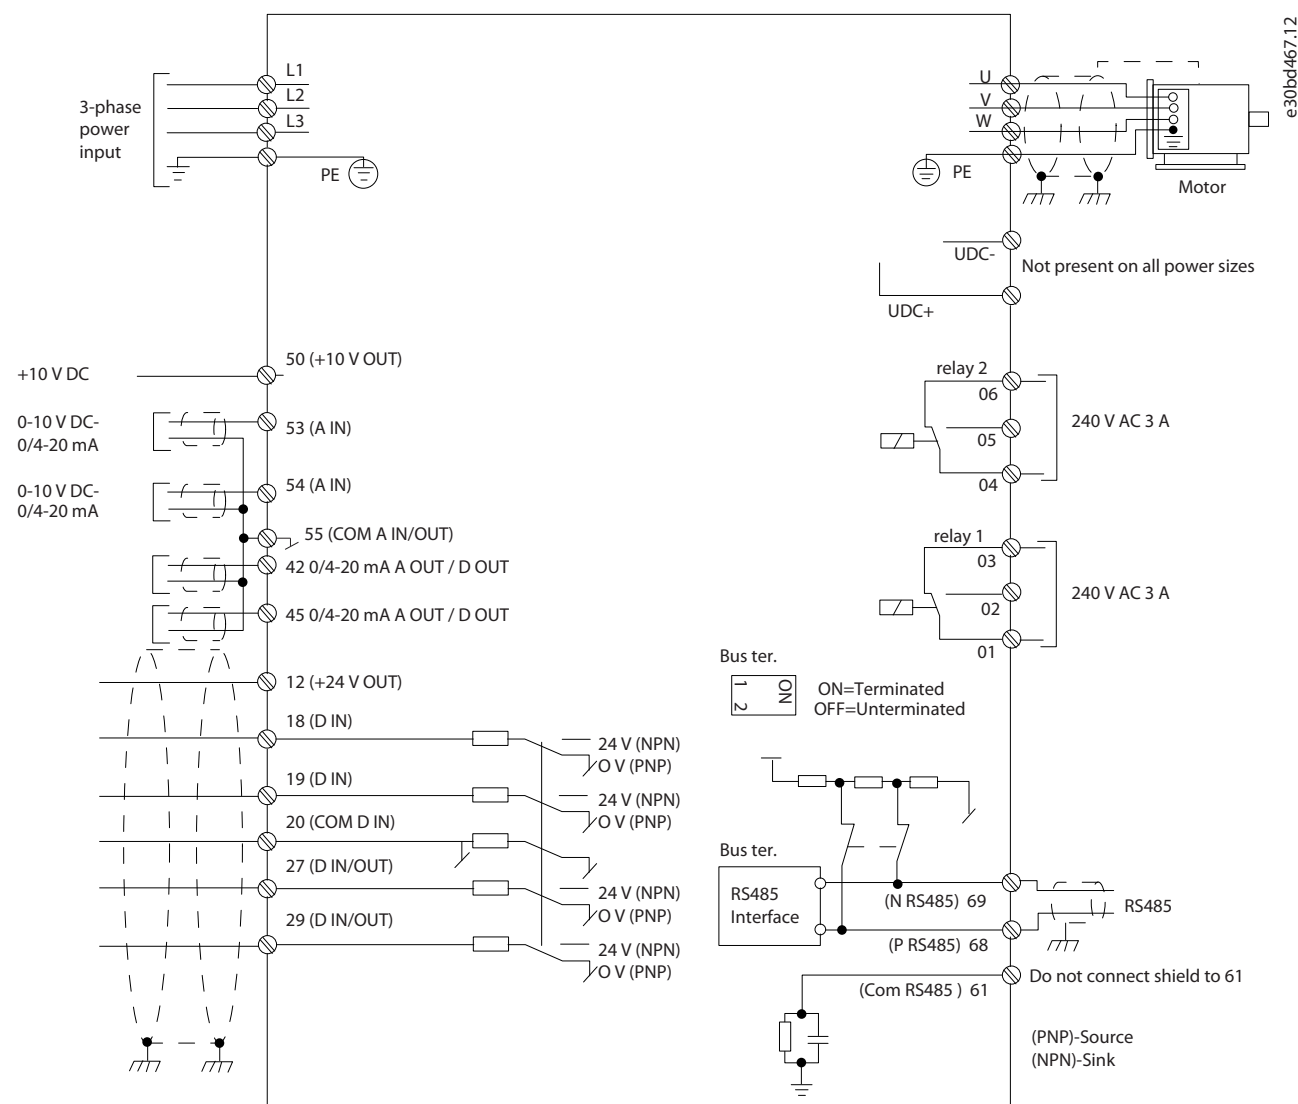 e30bd467.12
3-phase
power
input
L1
L2
L3
PE
U
V
W
PE
Motor
UDC-
Not present on all power sizes
UDC+
+10 V DC
50 (+10 V OUT)
0-10 V DC-
0/4-20 mA
53 (A IN)
0-10 V DC-
0/4-20 mA
54 (A IN)
55 (COM A IN/OUT)
42 0/4-20 mA A OUT / D OUT
45 0/4-20 mA A OUT / D OUT
12 (+24 V OUT)
18 (D IN)
24 V (NPN)
O V (PNP)
19 (D IN)
24 V (NPN)
O V (PNP)
20 (COM D IN)
27 (D IN/OUT)
24 V (NPN)
O V (PNP)
29 (D IN/OUT)
24 V (NPN)
O V (PNP)
relay 2
06
05
04
240 V AC 3 A
relay 1
03
02
01
240 V AC 3 A
Bus ter.
1
2
ON
ON=Terminated
OFF=Unterminated
Bus ter.
RS485
Interface
(N RS485) 69
RS485
(P RS485) 68
(Com RS485 ) 61
Do not connect shield to 61
(PNP)-Source
(NPN)-Sink